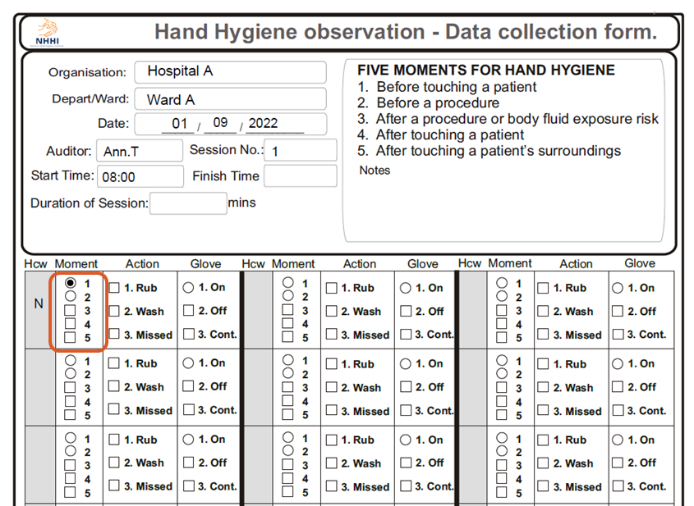 NHHI
Hand Hygiene observation - Data collection form.
Organisation: Hospital A
Depart/Ward: Ward A
Date: 01 / 09 / 2022
Auditor: Ann.T Session No.: 1
Start Time: 08:00 Finish Time
Duration of Session: mins
FIVE MOMENTS FOR HAND HYGIENE
1. Before touching a patient
2. Before a procedure
3. After a procedure or body fluid exposure risk
4. After touching a patient
5. After touching a patient's surroundings
Notes
Hcw Moment Action Glove Hcw Moment Action Glove Hcw Moment Action Glove
N
1 1. Rub 1. On 1 1. Rub 1. On 1 1. Rub 1. On
2 2
2
3 2. Wash 2. Off 3 2. Wash 2. Off 3 2. Wash 2. Off
4 4 4
5 3. Missed 3. Cont. 5 3. Missed 3. Cont. 5 3. Missed 3. Cont.
1 1. Rub 1. On 1 1. Rub 1. On 1 1. Rub 1. On
2 2 2
3 2. Wash 2. Off 3 2. Wash 2. Off 3 2. Wash 2. Off
4 4 4
5 3. Missed 3. Cont. 5 3. Missed 3. Cont. 5 3. Missed 3. Cont.
1 1. Rub 1. On 1 1. Rub 1. On 1 1. Rub 1. On
2 2 2
3 2. Wash 2. Off 3 2. Wash 2. Off 3 2. Wash 2. Off
4 4 4
5 3. Missed 3. Cont. 5 3. Missed 3. Cont. 5 3. Missed 3. Cont.